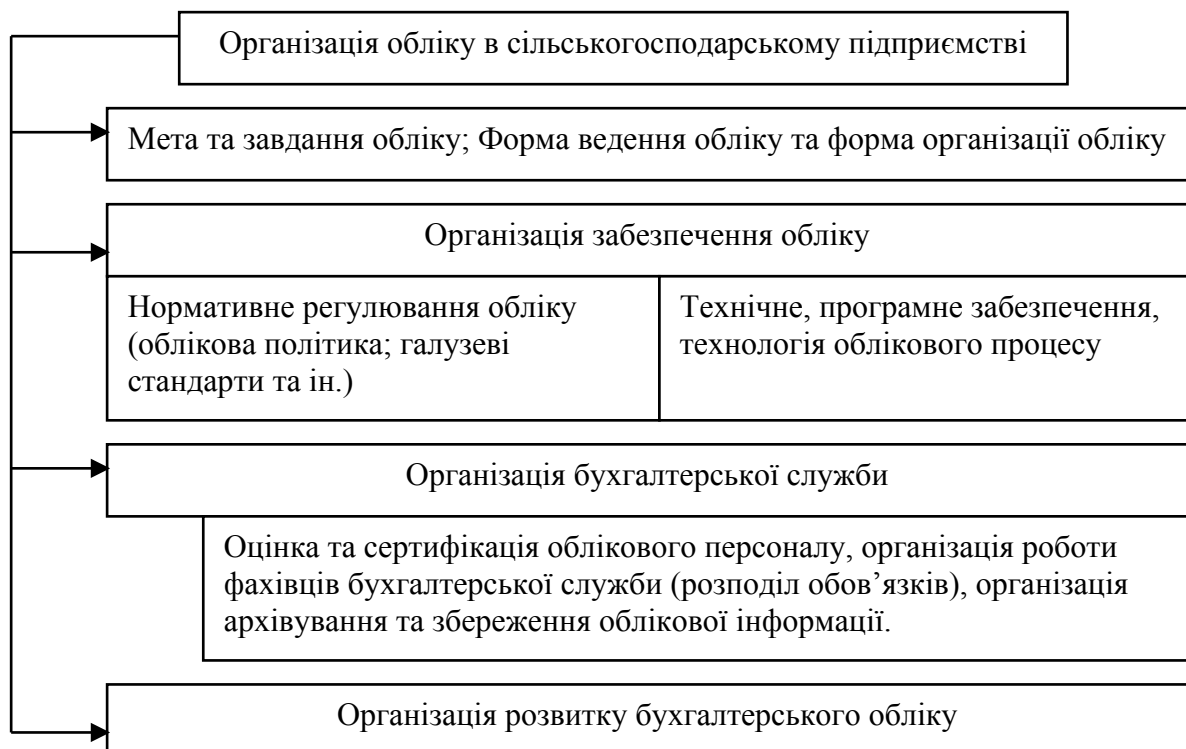 Організація обліку в сільськогосподарському підприємстві
Мета та завдання обліку; Форма ведення обліку та форма організації обліку
Організація забезпечення обліку
Нормативне регулювання обліку
(облікова політика; галузеві
стандарти та ін.)
Технічне, програмне забезпечення,
технологія облікового процесу
Організація бухгалтерської служби
Оцінка та сертифікація облікового персоналу, організація роботи
фахівців бухгалтерської служби (розподіл обов’язків), організація
архівування та збереження облікової інформації.
Організація розвитку бухгалтерського обліку